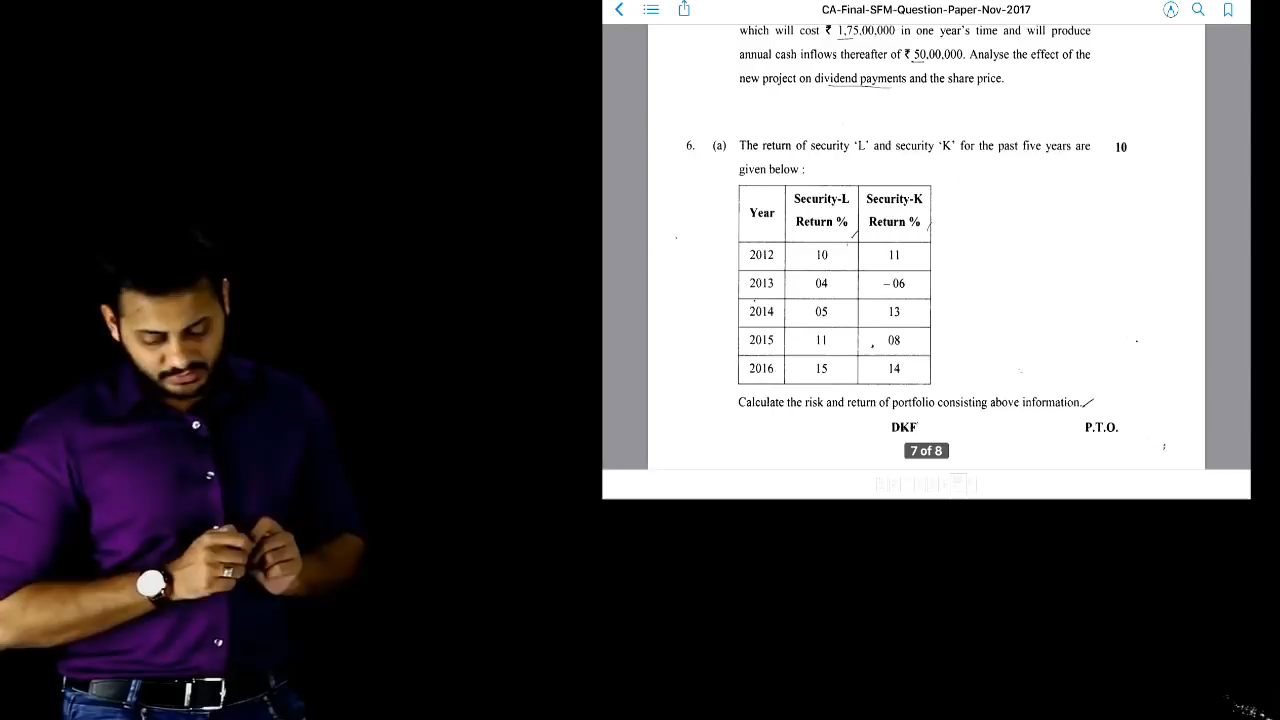 CA-Final-SFM-Question-Paper-Nov-2017
which will cost ₹ 1,75,00,000 in one year's time and will produce
annual cash inflows thereafter of ₹ 50,00,000. Analyse the effect of the
new project on dividend payments and the share price.
6. (a) The return of security 'L' and security 'K' for the past five years are 10
given below :
Year Security-L Return % Security-K Return %
2012 10 11
2013 04 – 06
2014 05 13
2015 11 08
2016 15 14
Calculate the risk and return of portfolio consisting above information.
DKF P.T.O.
7 of 8